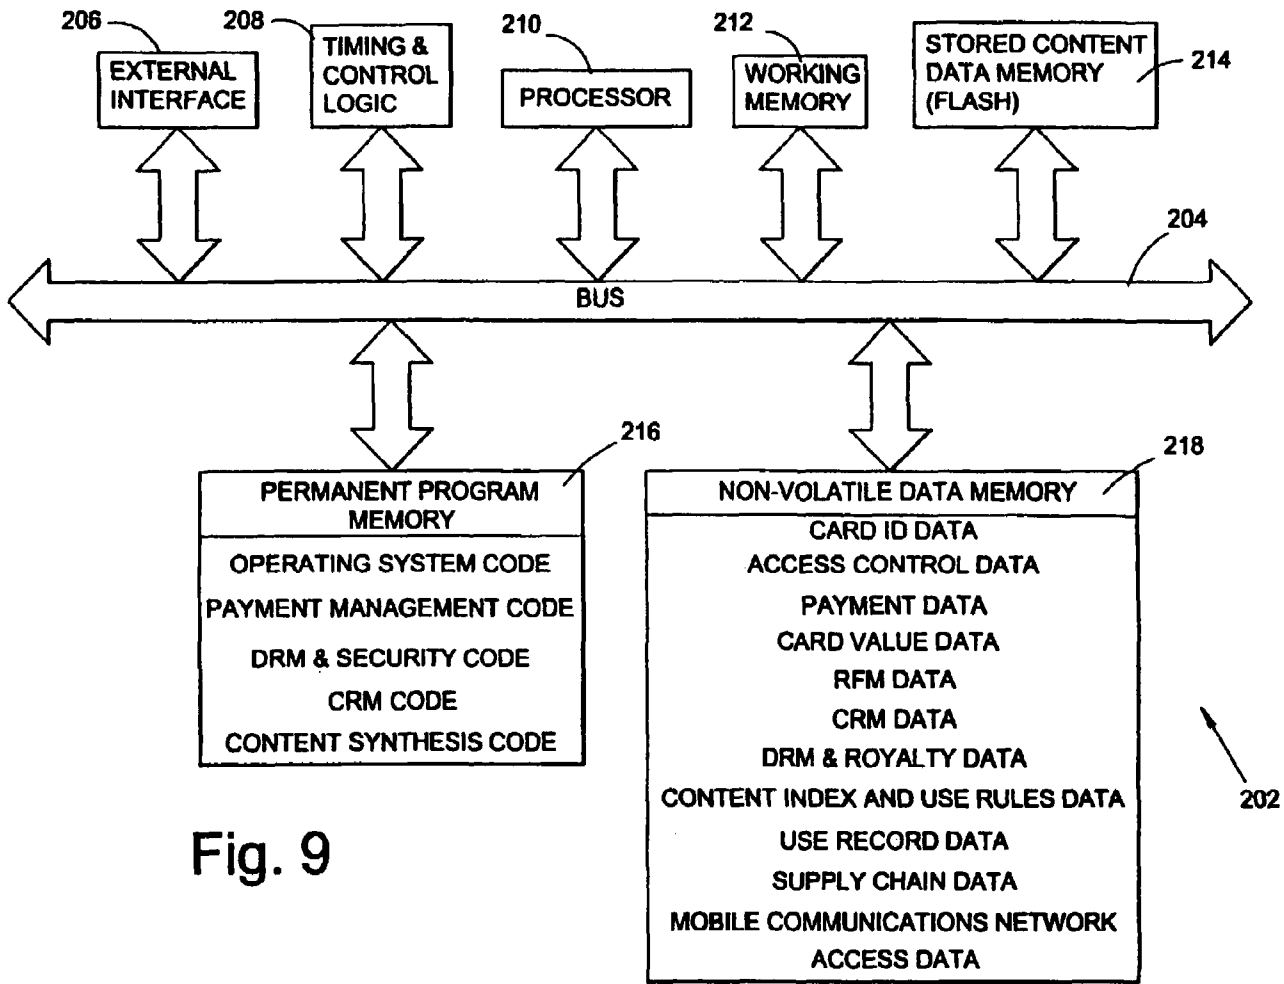 206
208
210
212
214
EXTERNAL
INTERFACE
TIMING &
CONTROL
LOGIC
PROCESSOR
WORKING
MEMORY
STORED CONTENT
DATA MEMORY
(FLASH)
204
BUS
216
PERMANENT PROGRAM
MEMORY
OPERATING SYSTEM CODE
PAYMENT MANAGEMENT CODE
DRM & SECURITY CODE
CRM CODE
CONTENT SYNTHESIS CODE
218
NON-VOLATILE DATA MEMORY
CARD ID DATA
ACCESS CONTROL DATA
PAYMENT DATA
CARD VALUE DATA
RFM DATA
CRM DATA
DRM & ROYALTY DATA
CONTENT INDEX AND USE RULES DATA
USE RECORD DATA
SUPPLY CHAIN DATA
MOBILE COMMUNICATIONS NETWORK
ACCESS DATA
202
Fig. 9